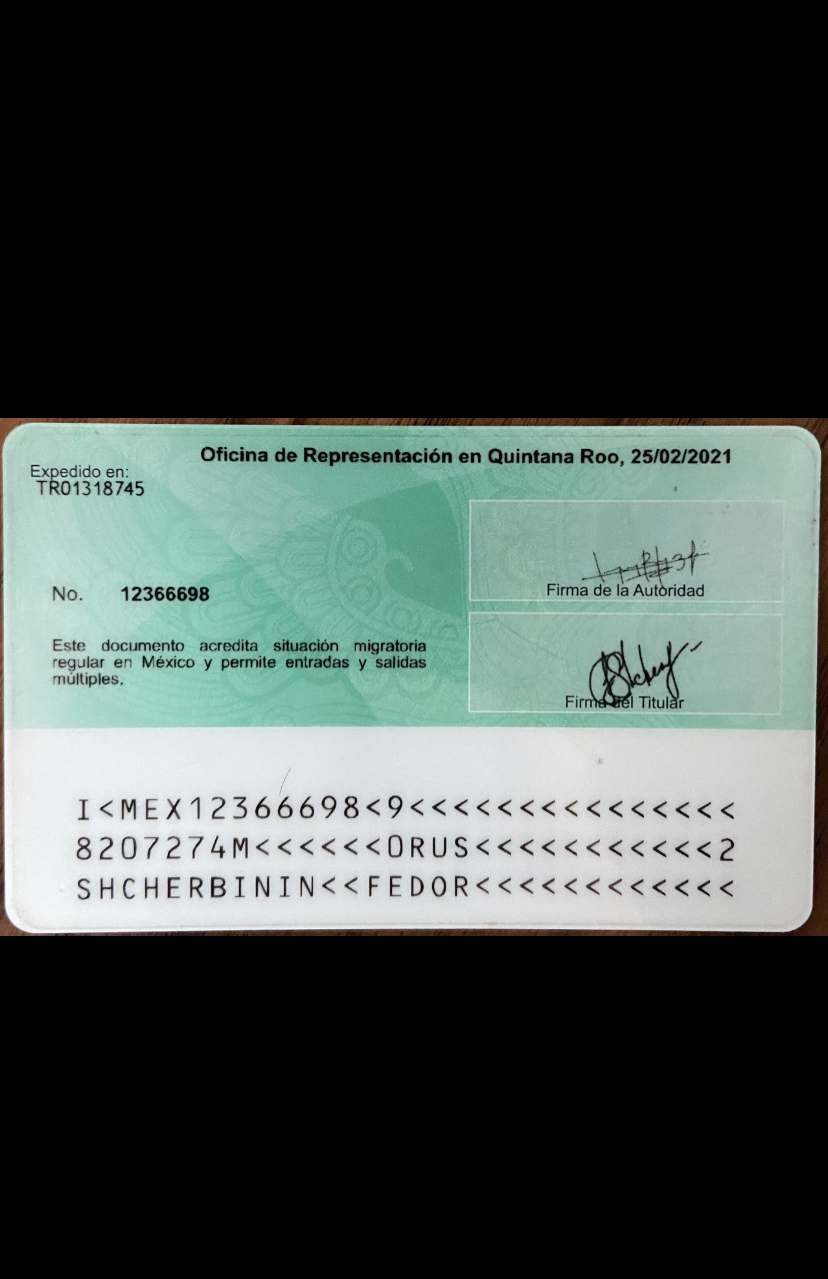 Oficina de Representación en Quintana Roo, 25/02/2021
Expedido en:
TR01318745
No. 12366698
Firma de la Autoridad
Este documento acredita situación migratoria
regular en México y permite entradas y salidas
múltiples.
Firma del Titular
I<MEX12366698<9<<<<<<<<<<<<<<<
8207274M<<<<<<0RUS<<<<<<<<<<<2
SHCHERBININ<<FEDOR<<<<<<<<<<<<